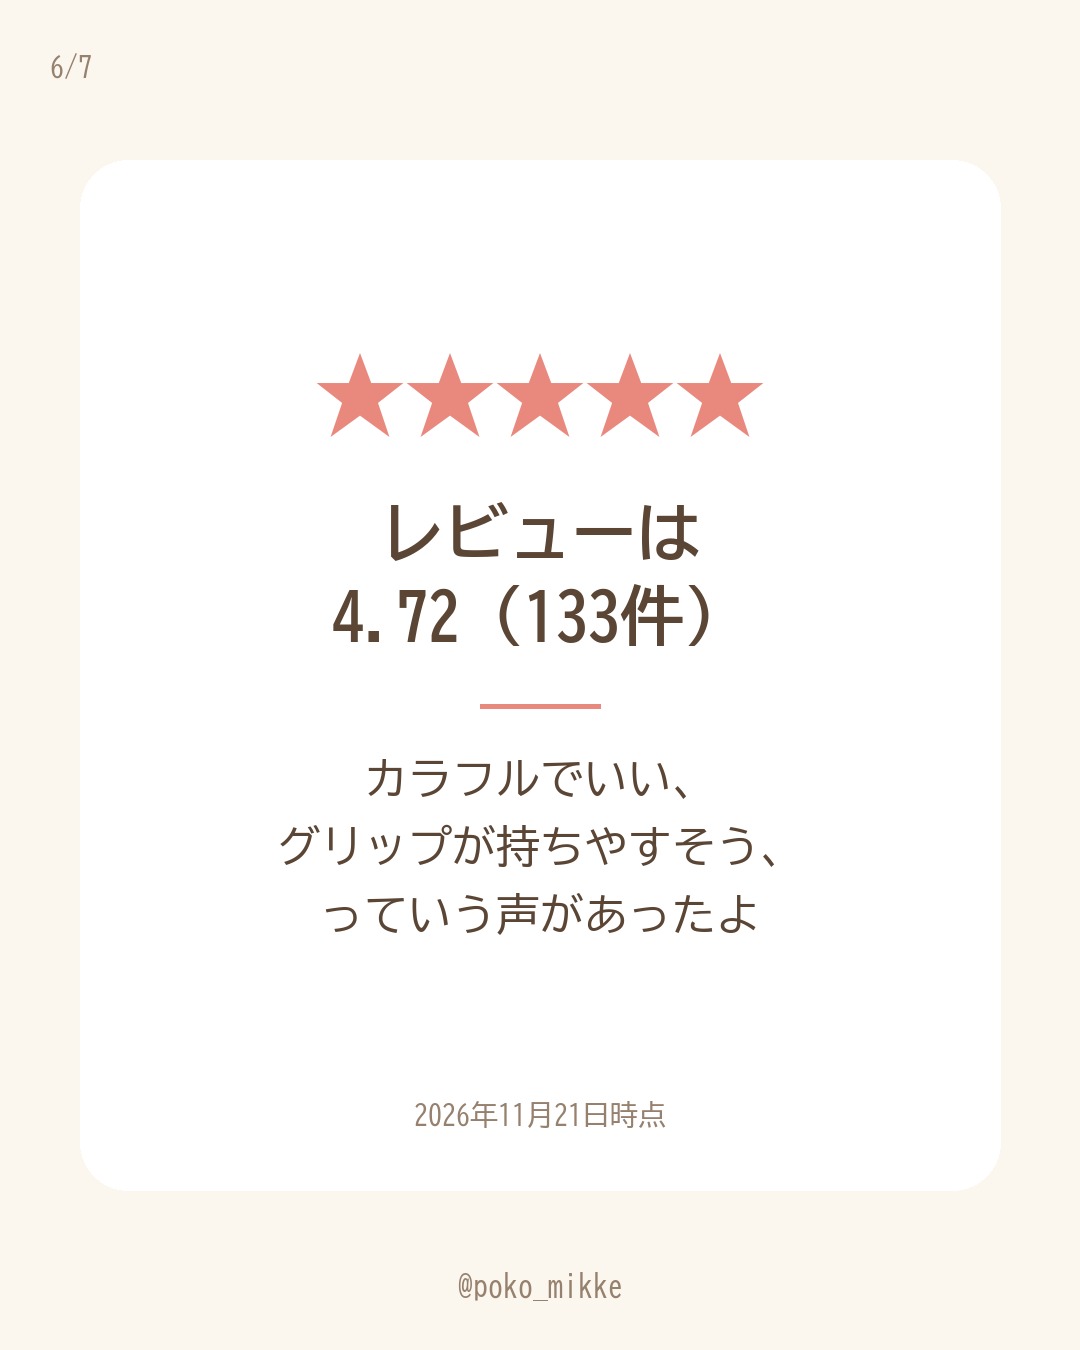 6/7
★★★★★
レビューは
4.72（133件）
カラフルでいい、
グリップが持ちやすそう、
っていう声があったよ
2026年11月21日時点
@poko_mikke